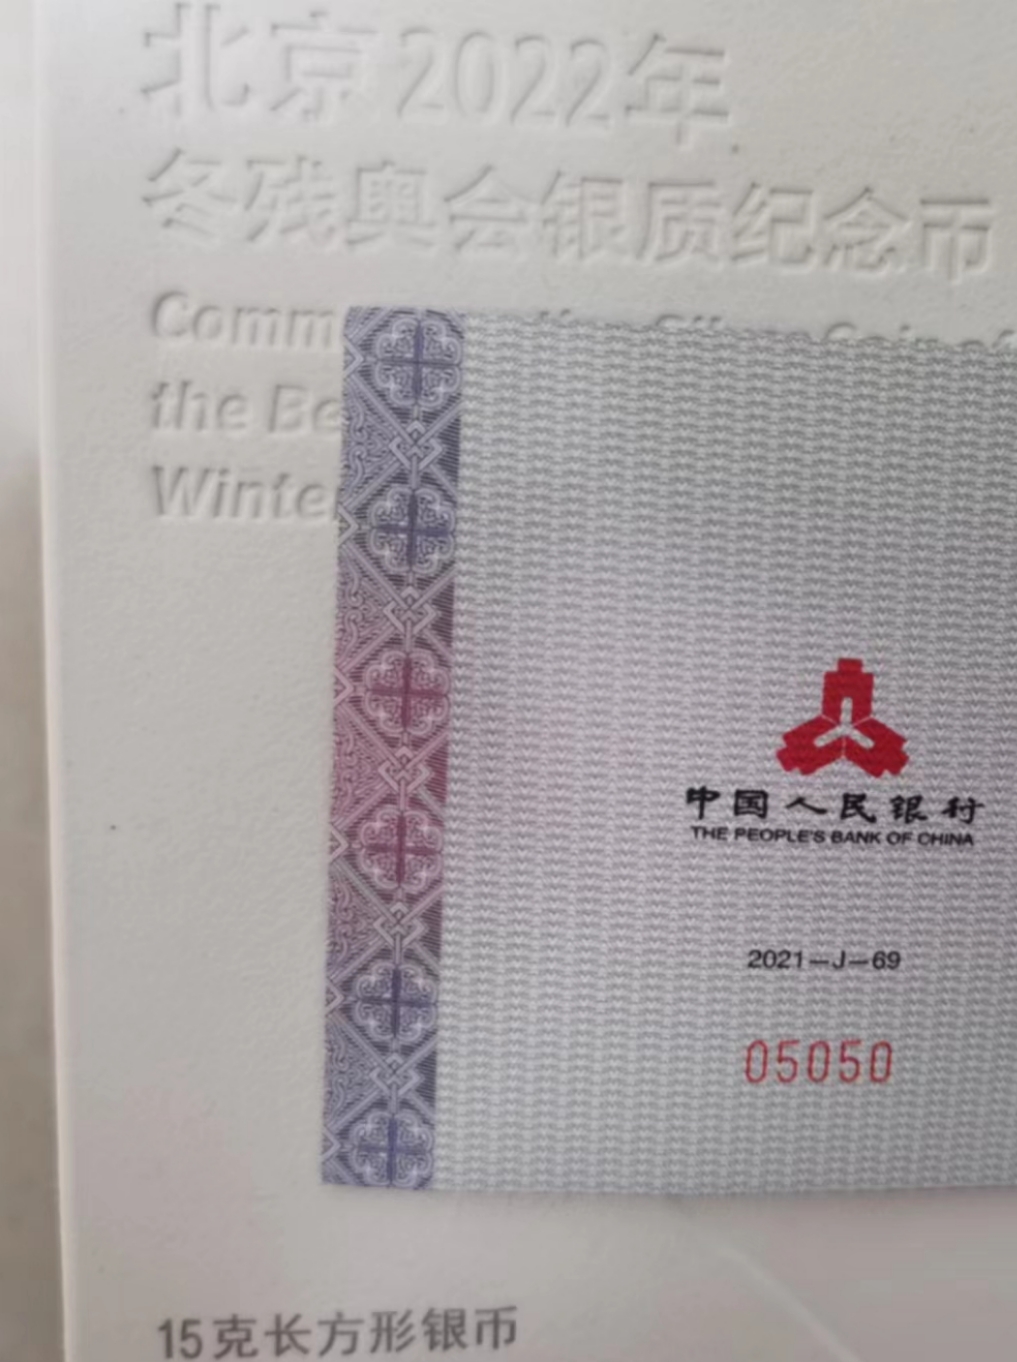 北京2022年
冬残奥会银质纪念币
Comm
the Be
Winter
中国人民银行
THE PEOPLE'S BANK OF CHINA
2021-J-69
05050
15克长方形银币